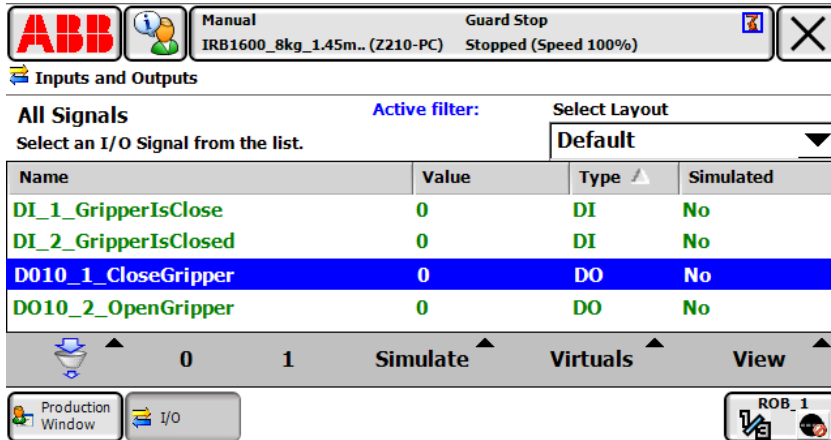 ABB
Manual
Guard Stop
IRB1600_8kg_1.45m.. (Z210-PC)
Stopped (Speed 100%)
Inputs and Outputs
All Signals
Active filter:
Select Layout
Select an I/O Signal from the list.
Default
Name Value Type Simulated
DI_1_GripperIsClose 0 DI No
DI_2_GripperIsClosed 0 DI No
D010_1_CloseGripper 0 DO No
DO10_2_OpenGripper 0 DO No
0 1 Simulate Virtuals View
Production
Window
I/O
ROB_1
1/3